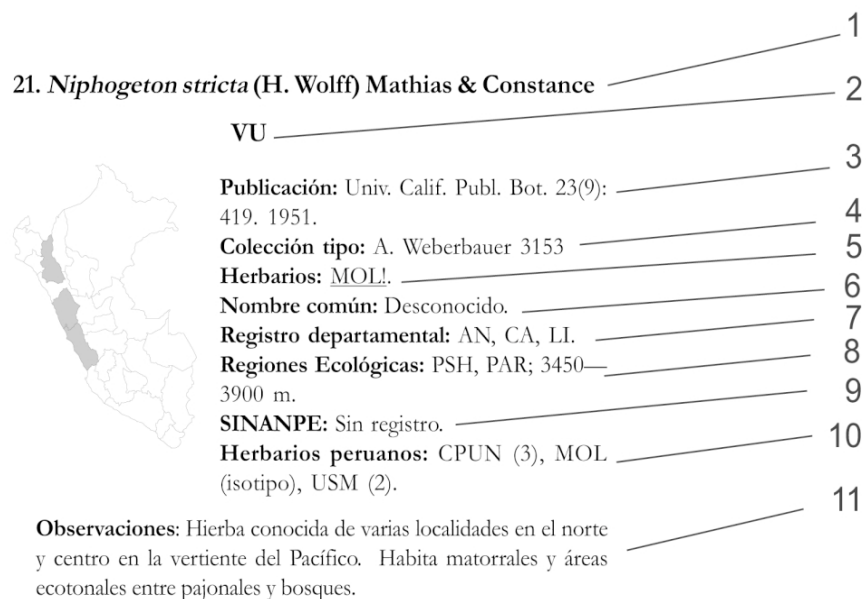 1
21. Niphogeton stricta (H. Wolff) Mathias & Constance
2
VU
3
Publicación: Univ. Calif. Publ. Bot. 23(9):
419. 1951.
4
Colección tipo: A. Weberbauer 3153
5
Herbarios: MOL!.
6
Nombre común: Desconocido.
7
Registro departamental: AN, CA, LI.
8
Regiones Ecológicas: PSH, PAR; 3450—
3900 m.
9
SINANPE: Sin registro.
10
Herbarios peruanos: CPUN (3), MOL
(isotipo), USM (2).
11
Observaciones: Hierba conocida de varias localidades en el norte
y centro en la vertiente del Pacífico. Habita matorrales y áreas
ecotonales entre pajonales y bosques.